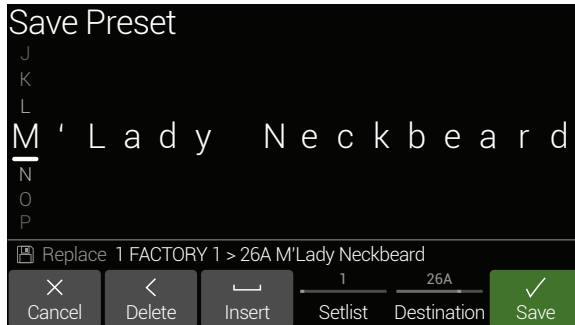 Save Preset
J
K
L
M ‘ L a d y   N e c k b e a r d
N
O
P
Replace 1 FACTORY 1 > 26A M'Lady Neckbeard
1 26A
Cancel Delete Insert Setlist Destination Save